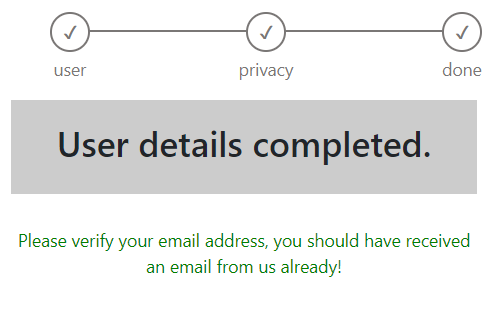 user privacy done
User details completed.
Please verify your email address, you should have received
an email from us already!